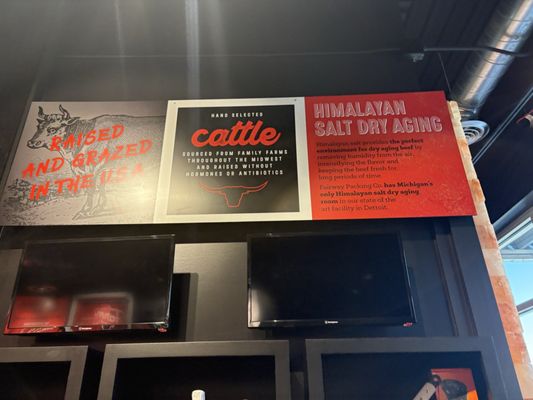 RAISED
AND GRAZED
IN THE U.S.A
HAND SELECTED
cattle
SOURCED FROM FAMILY FARMS
THROUGHOUT THE MIDWEST
AND RAISED WITHOUT
HORMONES OR ANTIBIOTICS
HIMALAYAN
SALT DRY AGING
Himalayan salt provides the perfect
environment for dry aging beef by
removing humidity from the air,
intensifying the flavor and
keeping the beef fresh for
long periods of time.
Fairway Packing Co. has Michigan's
only Himalayan salt dry aging
room in our state of the
art facility in Detroit.